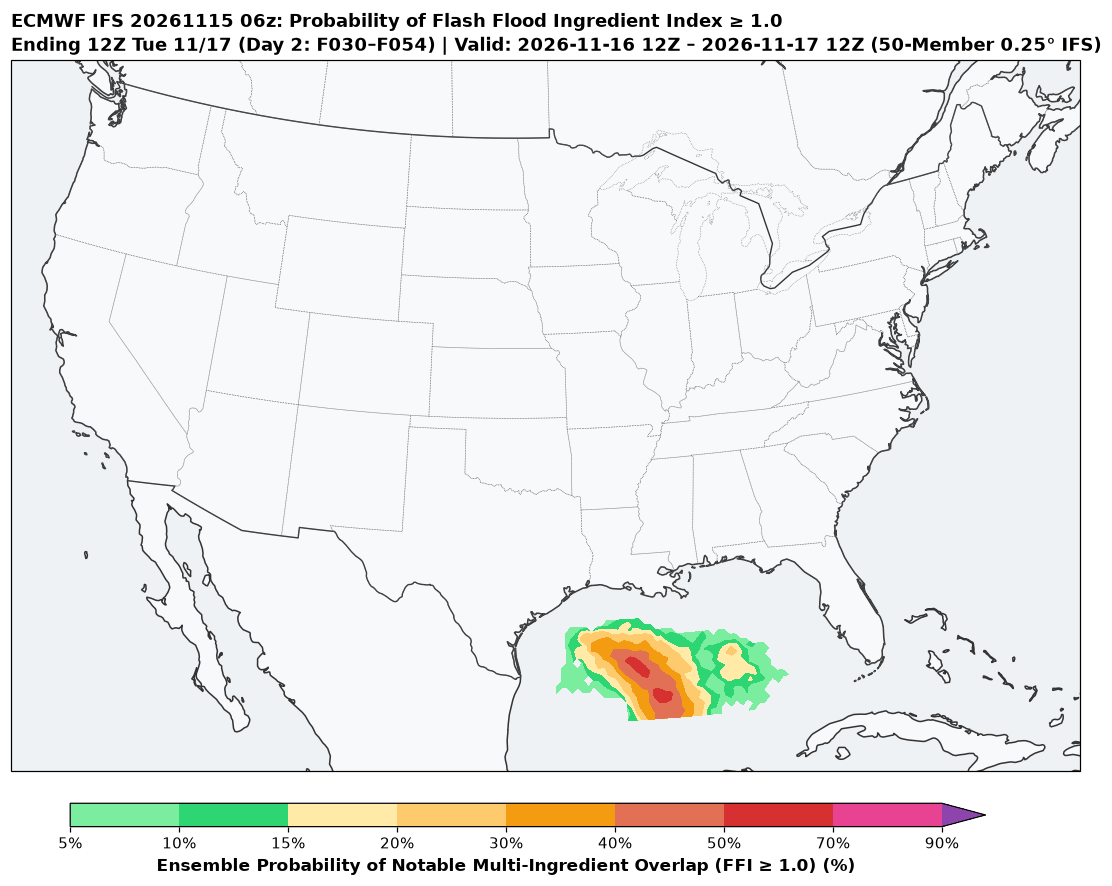 ECMWF IFS 20261115 06z: Probability of Flash Flood Ingredient Index ≥ 1.0
Ending 12Z Tue 11/17 (Day 2: F030–F054) | Valid: 2026-11-16 12Z – 2026-11-17 12Z (50-Member 0.25° IFS)
5% 10% 15% 20% 30% 40% 50% 70% 90%
Ensemble Probability of Notable Multi-Ingredient Overlap (FFI ≥ 1.0) (%)